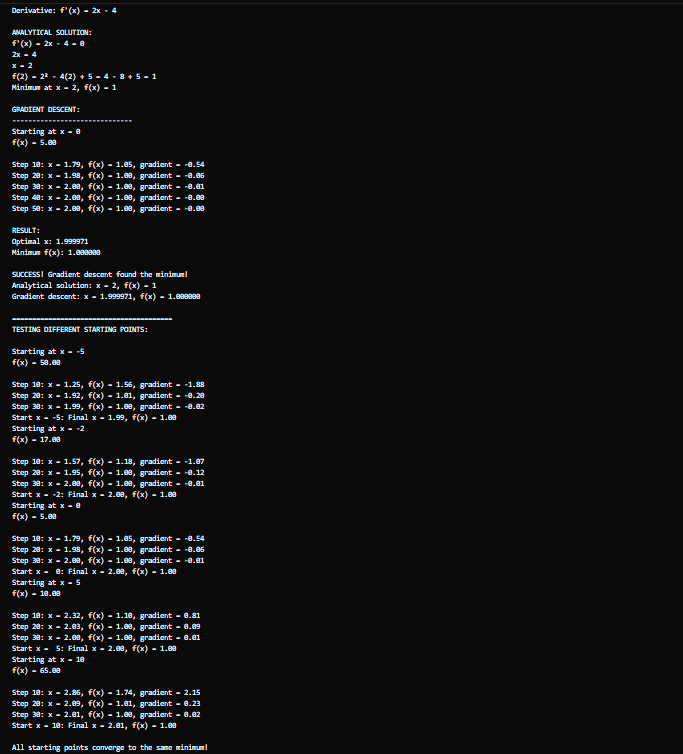 Derivative: f'(x) = 2x - 4
ANALYTICAL SOLUTION:
f'(x) = 2x - 4 = 0
2x = 4
x = 2
f(2) = 2² - 4(2) + 5 = 4 - 8 + 5 = 1
Minimum at x = 2, f(x) = 1
GRADIENT DESCENT:
------------------------------
Starting at x = 0
f(x) = 5.00
Step 10: x = 1.79, f(x) = 1.05, gradient = -0.54
Step 20: x = 1.98, f(x) = 1.00, gradient = -0.06
Step 30: x = 2.00, f(x) = 1.00, gradient = -0.01
Step 40: x = 2.00, f(x) = 1.00, gradient = -0.00
Step 50: x = 2.00, f(x) = 1.00, gradient = -0.00
RESULT:
Optimal x: 1.999971
Minimum f(x): 1.000000
SUCCESS! Gradient descent found the minimum!
Analytical solution: x = 2, f(x) = 1
Gradient descent: x = 1.999971, f(x) = 1.000000
========================================
TESTING DIFFERENT STARTING POINTS:
Starting at x = -5
f(x) = 50.00
Step 10: x = 1.25, f(x) = 1.56, gradient = -1.88
Step 20: x = 1.92, f(x) = 1.01, gradient = -0.20
Step 30: x = 1.99, f(x) = 1.00, gradient = -0.02
Start x = -5: Final x = 1.99, f(x) = 1.00
Starting at x = -2
f(x) = 17.00
Step 10: x = 1.57, f(x) = 1.18, gradient = -1.07
Step 20: x = 1.95, f(x) = 1.00, gradient = -0.12
Step 30: x = 2.00, f(x) = 1.00, gradient = -0.01
Start x = -2: Final x = 2.00, f(x) = 1.00
Starting at x = 0
f(x) = 5.00
Step 10: x = 1.79, f(x) = 1.05, gradient = -0.54
Step 20: x = 1.98, f(x) = 1.00, gradient = -0.06
Step 30: x = 2.00, f(x) = 1.00, gradient = -0.01
Start x =  0: Final x = 2.00, f(x) = 1.00
Starting at x = 5
f(x) = 10.00
Step 10: x = 2.32, f(x) = 1.10, gradient = 0.81
Step 20: x = 2.03, f(x) = 1.00, gradient = 0.09
Step 30: x = 2.00, f(x) = 1.00, gradient = 0.01
Start x =  5: Final x = 2.00, f(x) = 1.00
Starting at x = 10
f(x) = 65.00
Step 10: x = 2.86, f(x) = 1.74, gradient = 2.15
Step 20: x = 2.09, f(x) = 1.01, gradient = 0.23
Step 30: x = 2.01, f(x) = 1.00, gradient = 0.02
Start x = 10: Final x = 2.01, f(x) = 1.00
All starting points converge to the same minimum!